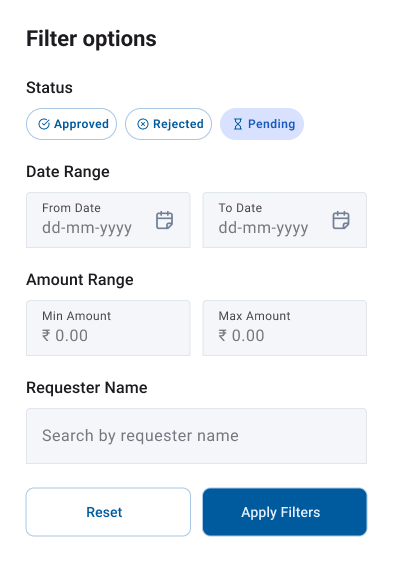 Filter options
Status
Approved Rejected Pending
Date Range
From Date To Date
dd-mm-yyyy dd-mm-yyyy
Amount Range
Min Amount Max Amount
₹ 0.00 ₹ 0.00
Requester Name
Search by requester name
Reset Apply Filters